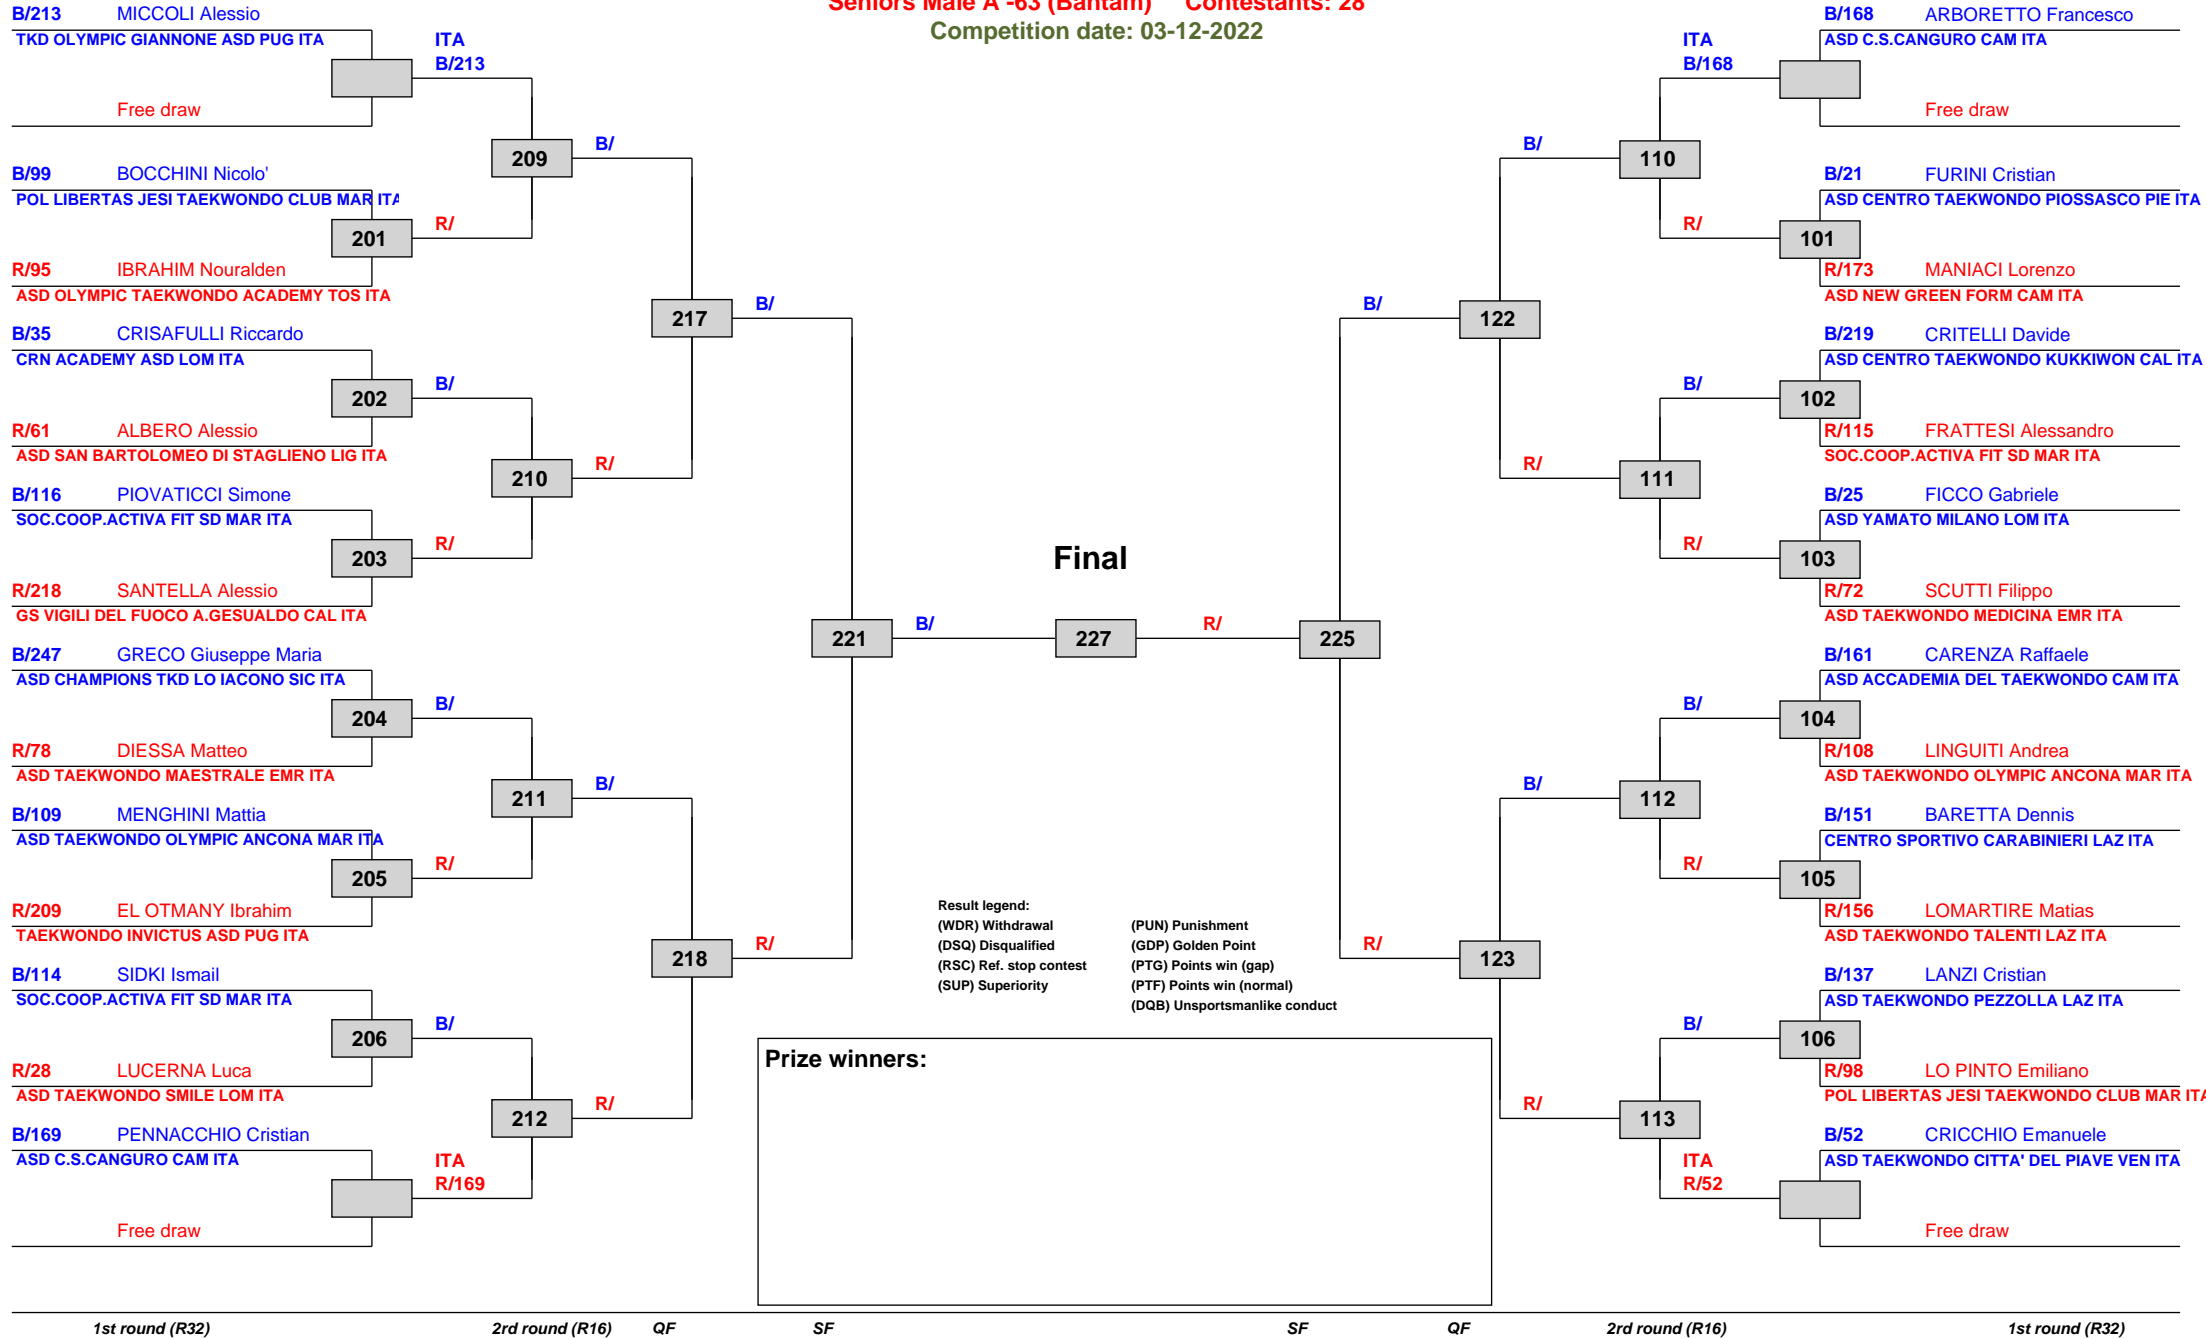 Seniors Male A -63 (Bantam) Contestants: 28
Competition date: 03-12-2022
B/213 MICCOLI Alessio
TKD OLYMPIC GIANNONE ASD PUG ITA
ITA
B/213
Free draw
209
B/
B/99 BOCCHINI Nicolo'
POL LIBERTAS JESI TAEKWONDO CLUB MAR ITA
201
R/
R/95 IBRAHIM Nouralden
ASD OLYMPIC TAEKWONDO ACADEMY TOS ITA
217
B/
B/35 CRISAFULLI Riccardo
CRN ACADEMY ASD LOM ITA
202
B/
R/61 ALBERO Alessio
ASD SAN BARTOLOMEO DI STAGLIENO LIG ITA
210
R/
B/116 PIOVATICCI Simone
SOC.COOP.ACTIVA FIT SD MAR ITA
203
R/
R/218 SANTELLA Alessio
GS VIGILI DEL FUOCO A.GESUALDO CAL ITA
221
B/
B/247 GRECO Giuseppe Maria
ASD CHAMPIONS TKD LO IACONO SIC ITA
204
B/
R/78 DIESSA Matteo
ASD TAEKWONDO MAESTRALE EMR ITA
211
B/
B/109 MENGHINI Mattia
ASD TAEKWONDO OLYMPIC ANCONA MAR ITA
205
R/
R/209 EL OTMANY Ibrahim
TAEKWONDO INVICTUS ASD PUG ITA
218
R/
B/114 SIDKI Ismail
SOC.COOP.ACTIVA FIT SD MAR ITA
206
B/
R/28 LUCERNA Luca
ASD TAEKWONDO SMILE LOM ITA
212
R/
B/169 PENNACCHIO Cristian
ASD C.S.CANGURO CAM ITA
ITA
R/169
Free draw
Final
227
R/
225
Result legend:
(WDR) Withdrawal (PUN) Punishment
(DSQ) Disqualified (GDP) Golden Point
(RSC) Ref. stop contest (PTG) Points win (gap)
(SUP) Superiority (PTF) Points win (normal)
(DQB) Unsportsmanlike conduct
Prize winners:
B/168 ARBORETTO Francesco
ASD C.S.CANGURO CAM ITA
ITA
B/168
Free draw
B/
110
B/21 FURINI Cristian
ASD CENTRO TAEKWONDO PIOSSASCO PIE ITA
R/
101
R/173 MANIACI Lorenzo
ASD NEW GREEN FORM CAM ITA
B/
122
B/219 CRITELLI Davide
ASD CENTRO TAEKWONDO KUKKIWON CAL ITA
B/
102
R/115 FRATTESI Alessandro
SOC.COOP.ACTIVA FIT SD MAR ITA
R/
111
B/25 FICCO Gabriele
ASD YAMATO MILANO LOM ITA
R/
103
R/72 SCUTTI Filippo
ASD TAEKWONDO MEDICINA EMR ITA
B/161 CARENZA Raffaele
ASD ACCADEMIA DEL TAEKWONDO CAM ITA
B/
104
R/108 LINGUITI Andrea
ASD TAEKWONDO OLYMPIC ANCONA MAR ITA
B/
112
B/151 BARETTA Dennis
CENTRO SPORTIVO CARABINIERI LAZ ITA
R/
105
R/156 LOMARTIRE Matias
ASD TAEKWONDO TALENTI LAZ ITA
R/
123
B/137 LANZI Cristian
ASD TAEKWONDO PEZZOLLA LAZ ITA
B/
106
R/98 LO PINTO Emiliano
POL LIBERTAS JESI TAEKWONDO CLUB MAR ITA
R/
113
B/52 CRICCHIO Emanuele
ASD TAEKWONDO CITTA' DEL PIAVE VEN ITA
ITA
R/52
Free draw
1st round (R32) 2rd round (R16) QF SF SF QF 2rd round (R16) 1st round (R32)